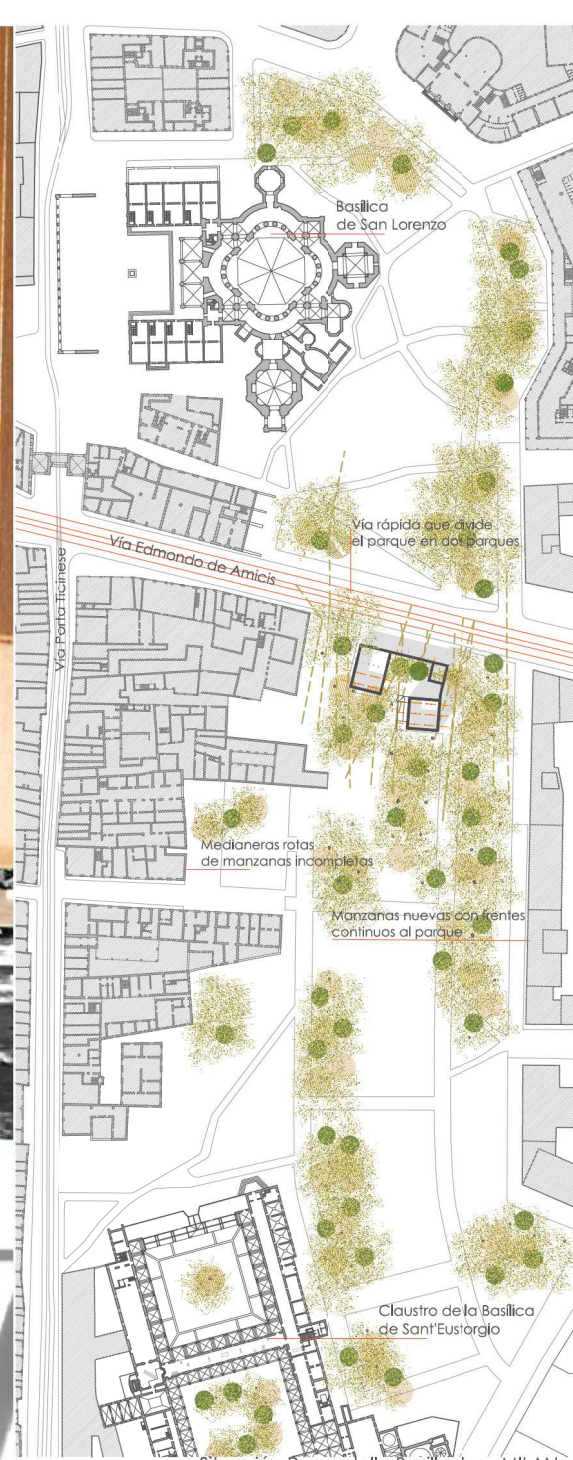 Basílica
de San Lorenzo
Vía rápida que divide
el parque en dos parques
Vía Edmondo de Amicis
Vía Porta Ticinese
Medianeras rotas
de manzanas incompletas
Manzanas nuevas con frentes
continuos al parque
Claustro de la Basílica
de Sant'Eustorgio
MILAN